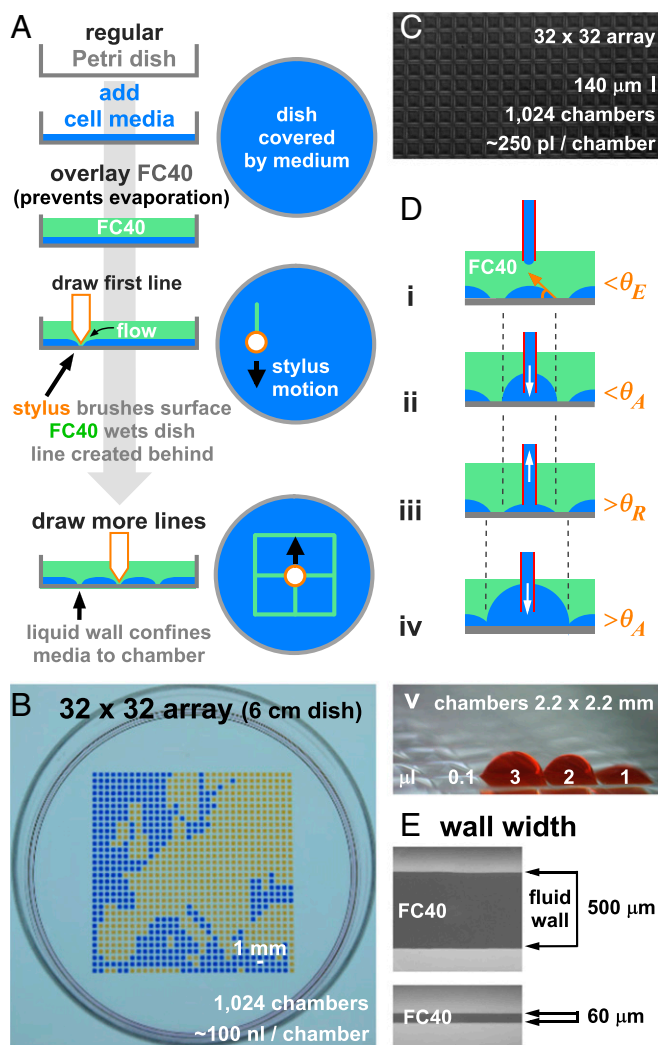 A
regular
Petri dish
add
cell media
dish
covered
by medium
overlay FC40
(prevents evaporation)
FC40
draw first line
flow
stylus
motion
stylus brushes surface
FC40 wets dish
line created behind
draw more lines
liquid wall confines
media to chamber
B
32 x 32 array (6 cm dish)
1 mm
1,024 chambers
~100 nl / chamber
C
32 x 32 array
140 µm I
1,024 chambers
~250 pl / chamber
D
FC40
i
<θE
ii
<θA
iii
>θR
iv
>θA
v chambers 2.2 x 2.2 mm
µl 0.1 3 2 1
E wall width
FC40
fluid
wall
500 µm
FC40
60 µm